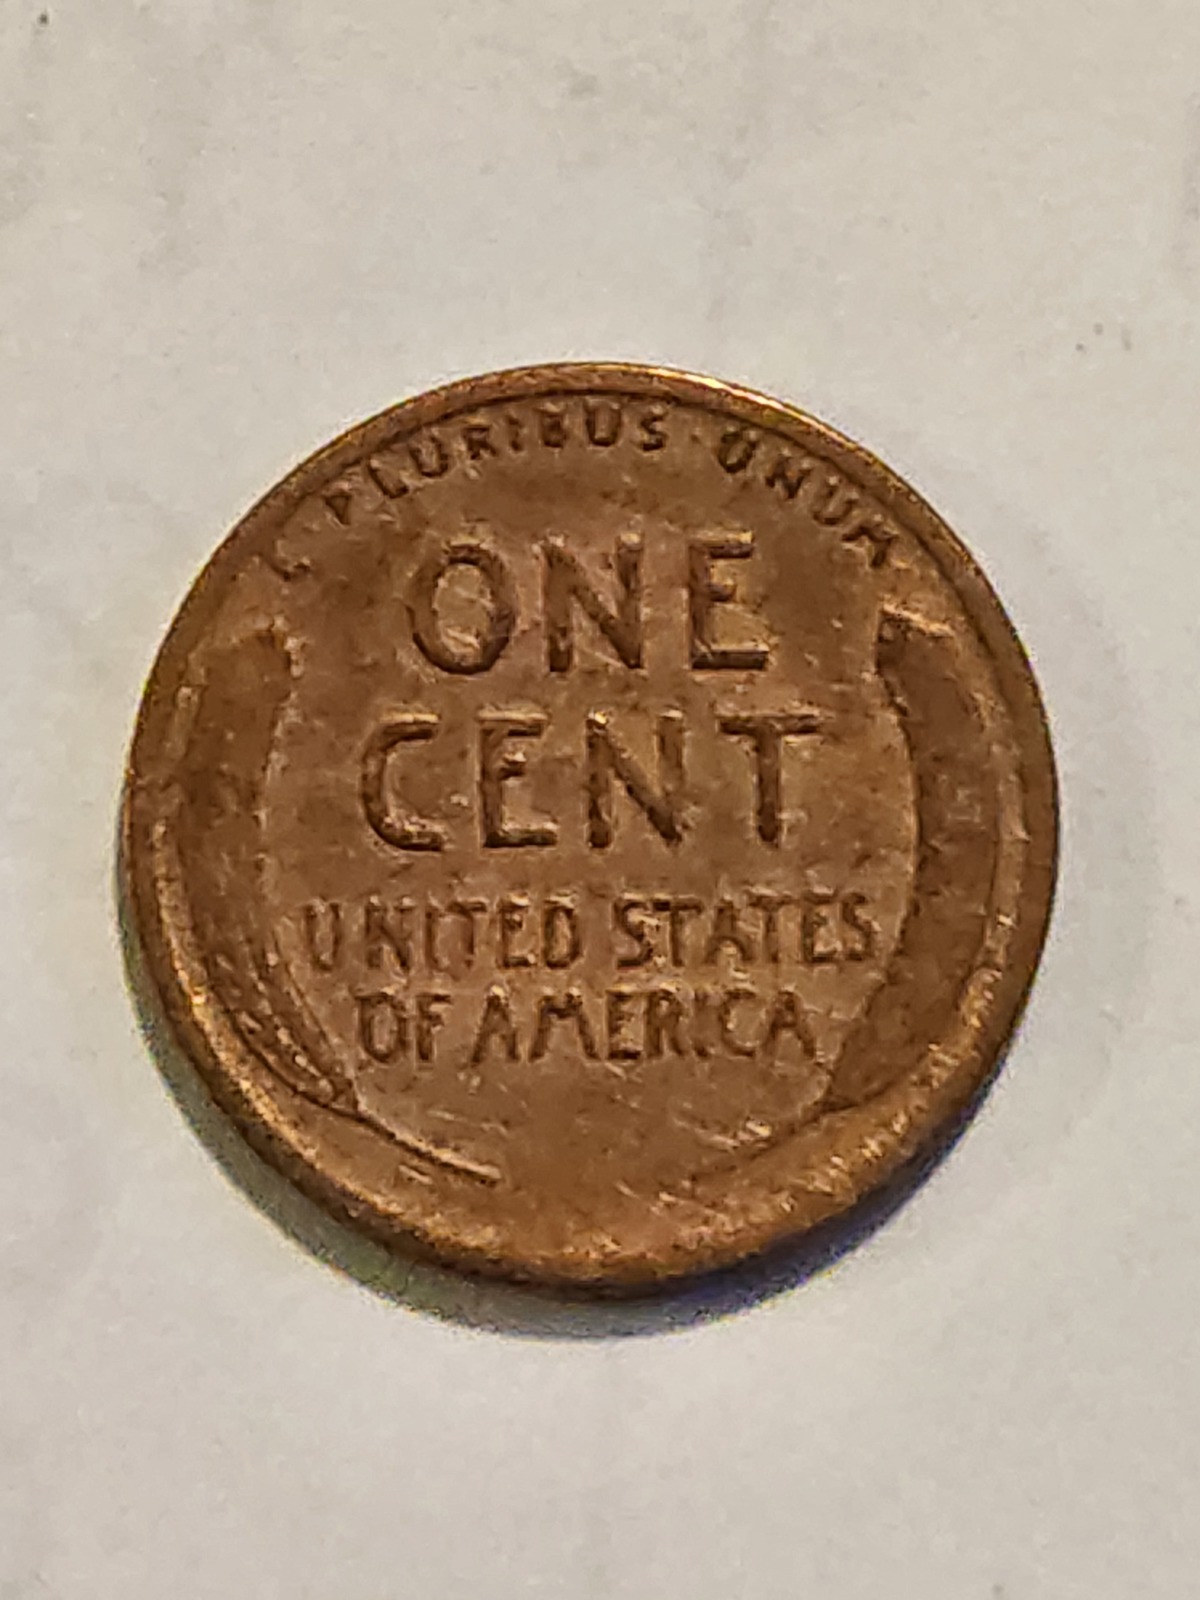 E PLURIBUS · UNUM
ONE
CENT
UNITED STATES
OF AMERICA